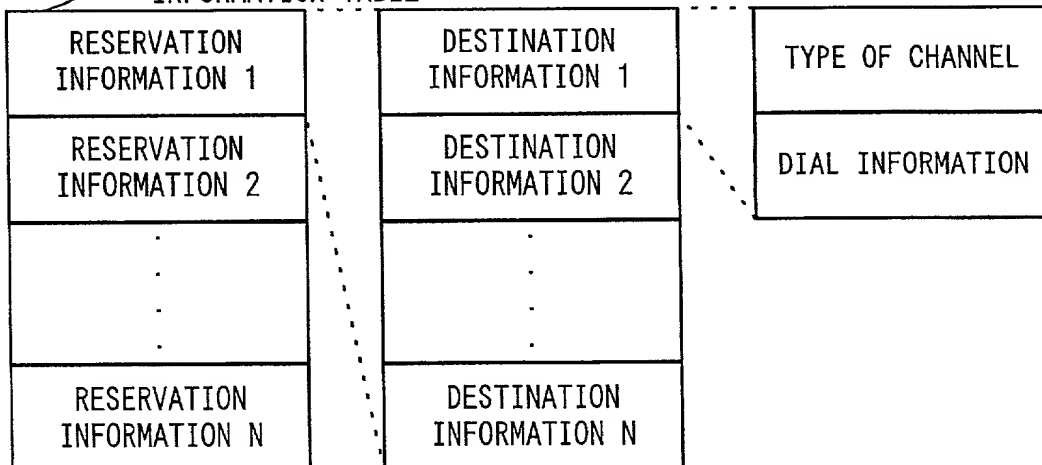 RESERVATION
INFORMATION 1
RESERVATION
INFORMATION 2
RESERVATION
INFORMATION N
DESTINATION
INFORMATION 1
DESTINATION
INFORMATION 2
DESTINATION
INFORMATION N
TYPE OF CHANNEL
DIAL INFORMATION